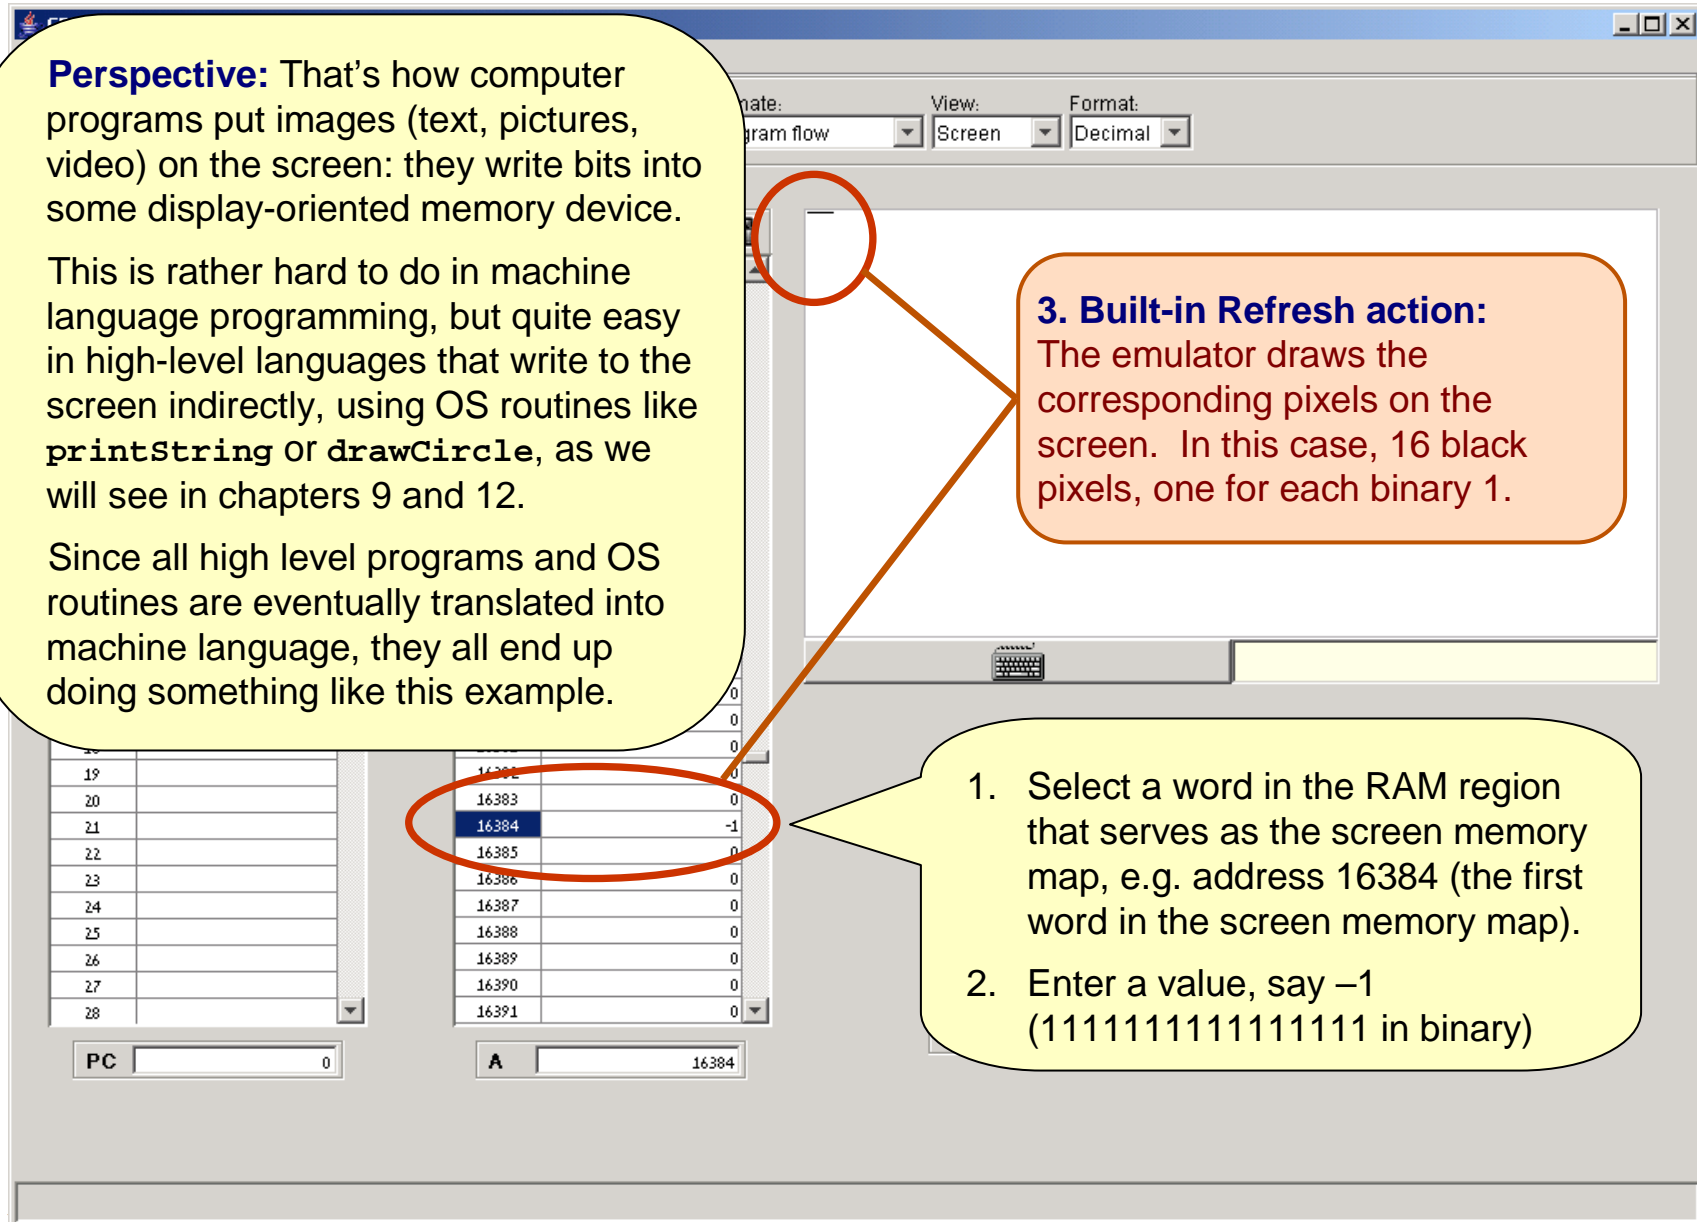 Perspective: That's how computer
programs put images (text, pictures,
video) on the screen: they write bits into
some display-oriented memory device.
This is rather hard to do in machine
language programming, but quite easy
in high-level languages that write to the
screen indirectly, using OS routines like
printString or drawCircle, as we
will see in chapters 9 and 12.
Since all high level programs and OS
routines are eventually translated into
machine language, they all end up
doing something like this example.
View:
Format:
flow
Screen
Decimal
3. Built-in Refresh action:
The emulator draws the
corresponding pixels on the
screen. In this case, 16 black
pixels, one for each binary 1.
1. Select a word in the RAM region
that serves as the screen memory
map, e.g. address 16384 (the first
word in the screen memory map).
2. Enter a value, say –1
(1111111111111111 in binary)
19
20
21
22
23
24
25
26
27
28
0
0
0
16382 0
16383 0
16384 -1
16385 0
16386 0
16387 0
16388 0
16389 0
16390 0
16391 0
PC 0
A 16384